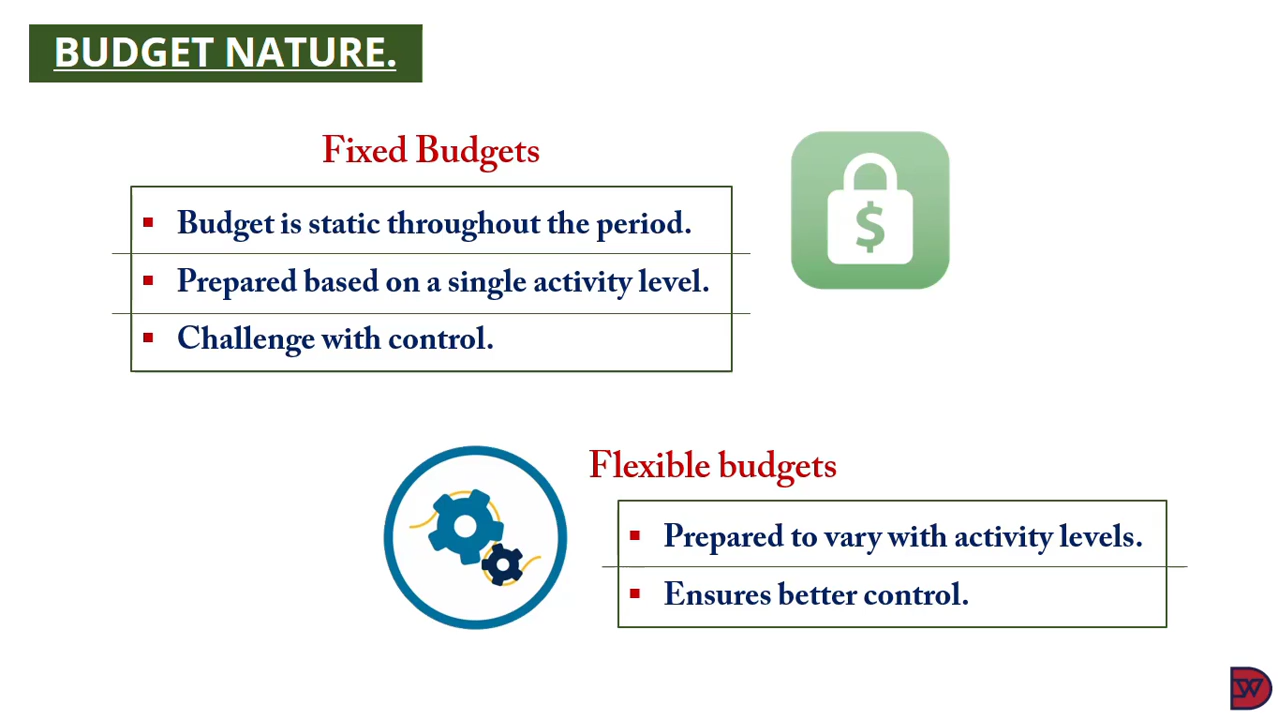 BUDGET NATURE.
Fixed Budgets
▪ Budget is static throughout the period.
▪ Prepared based on a single activity level.
▪ Challenge with control.
$
Flexible budgets
▪ Prepared to vary with activity levels.
▪ Ensures better control.
DW